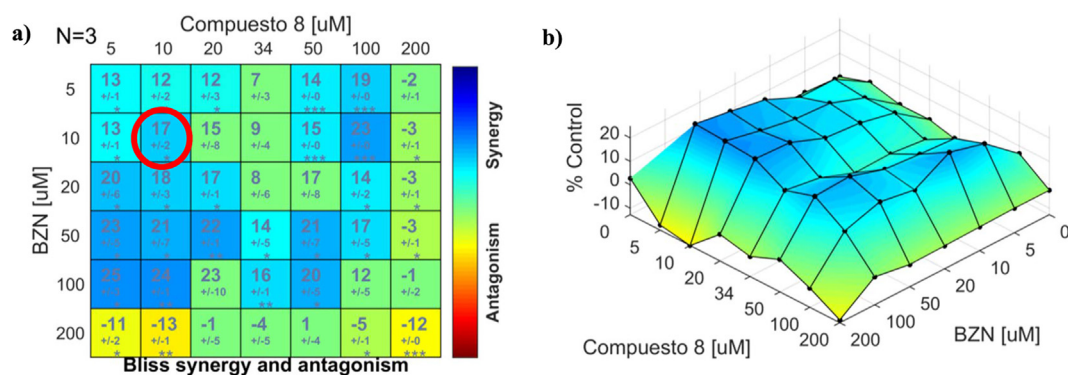 a)
N=3
Compuesto 8 [uM]
5 10 20 34 50 100 200
BZN [uM]
5
13 12 12 7 14 19 -2
+/-1 +/-2 +/-3 +/-3 +/-0 +/-0 +/-1
* * *** ***
10
13 17 15 9 15 23 -3
+/-1 +/-2 +/-8 +/-4 +/-0 +/-1
* * *** *** *
20
20 18 17 8 17 14 -3
+/-6 +/-3 +/-1 +/-6 +/-8 +/-2 +/-1
* * * * *
50
23 21 22 14 21 17 -3
+/-7 +/-5 +/-7 +/-5 +/-1
* * ** * * * *
100
25 24 23 16 20 12 -1
+/-10 +/-1 +/-5 +/-5 +/-2
* ** ** *
200
-11 -13 -1 -4 1 -5 -12
+/-2 +/-1 +/-5 +/-5 +/-4 +/-1 +/-0
* ** * ***
Bliss synergy and antagonism
Synergy
Antagonism
b)
% Control
20
10
0
-10
0 5 10 20 34 50 100 200
Compuesto 8 [uM]
200 100 50 20 10 5 0
BZN [uM]